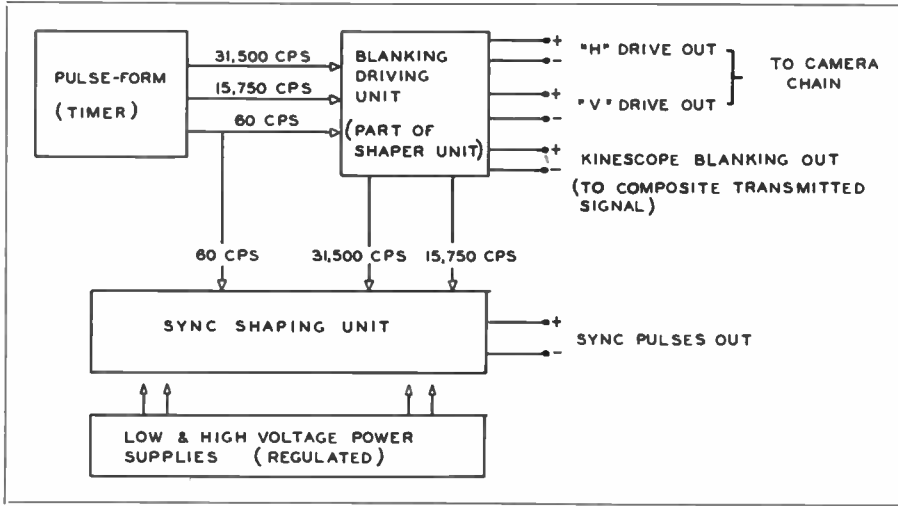 PULSE-FORM
(TIMER)
31,500 CPS
15,750 CPS
60 CPS
BLANKING
DRIVING
UNIT
(PART OF
SHAPER UNIT)
+
"H" DRIVE OUT
-
+
"V" DRIVE OUT
-
TO CAMERA
CHAIN
+
KINESCOPE BLANKING OUT
-
(TO COMPOSITE TRANSMITTED
SIGNAL)
60 CPS
31,500 CPS
15,750 CPS
SYNC SHAPING UNIT
+
SYNC PULSES OUT
-
LOW & HIGH VOLTAGE POWER
SUPPLIES (REGULATED)